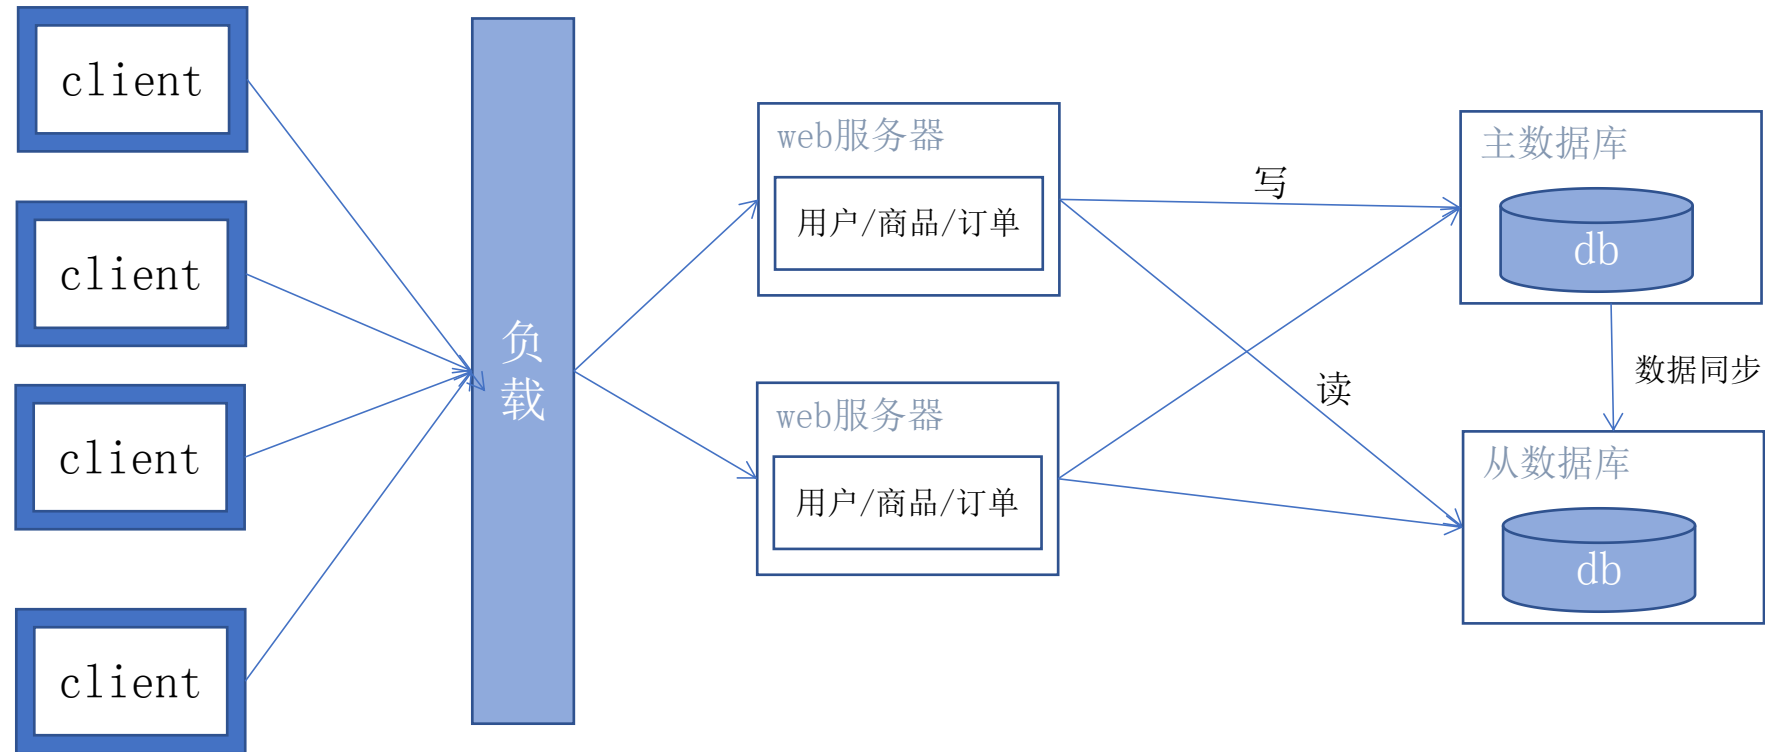 client
client
client
client
负
载
web服务器
用户/商品/订单
web服务器
用户/商品/订单
写
读
主数据库
db
数据同步
从数据库
db